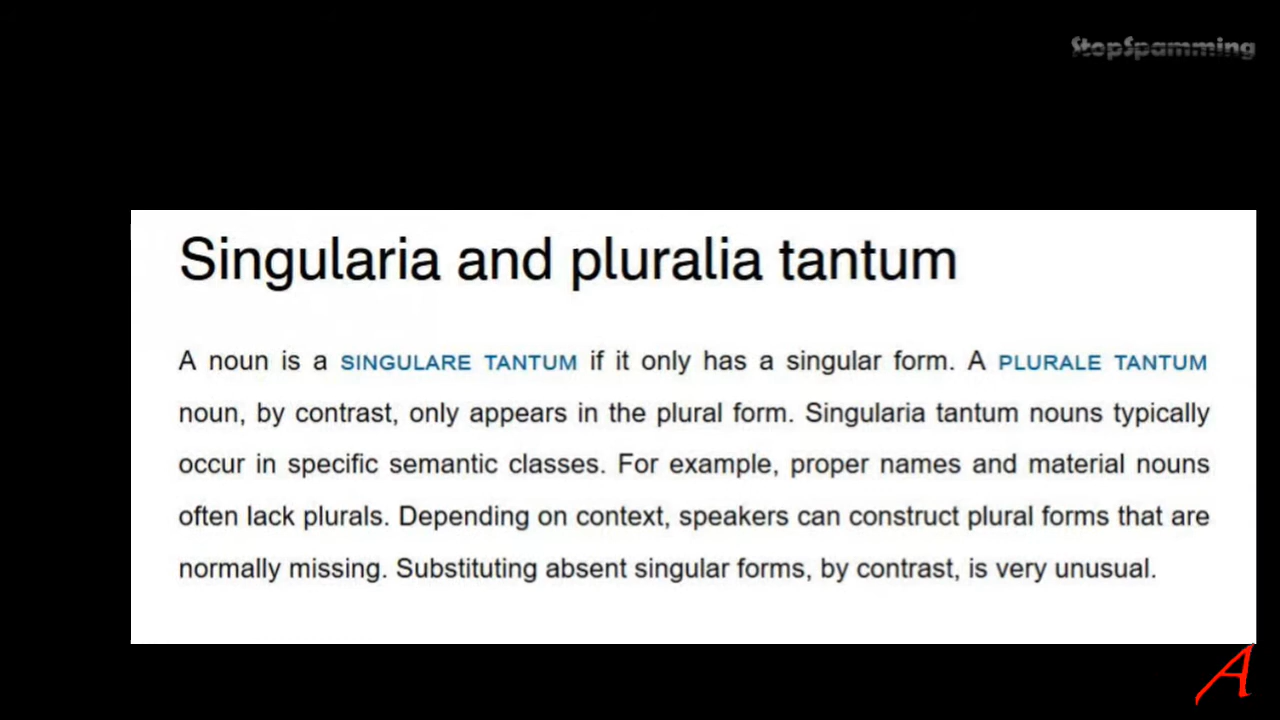 StopSpamming
Singularia and pluralia tantum
A noun is a SINGULARE TANTUM if it only has a singular form. A PLURALE TANTUM
noun, by contrast, only appears in the plural form. Singularia tantum nouns typically
occur in specific semantic classes. For example, proper names and material nouns
often lack plurals. Depending on context, speakers can construct plural forms that are
normally missing. Substituting absent singular forms, by contrast, is very unusual.
A